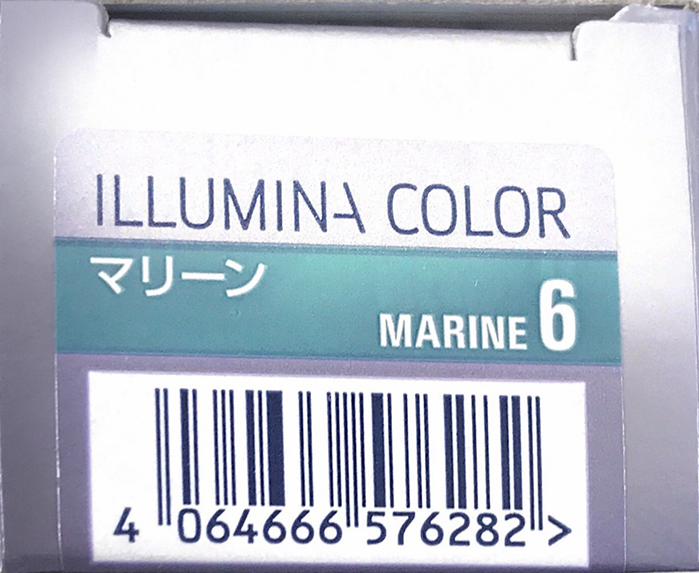 ILLUMINA COLOR
マリーン
MARINE 6
4 064666 576282 >